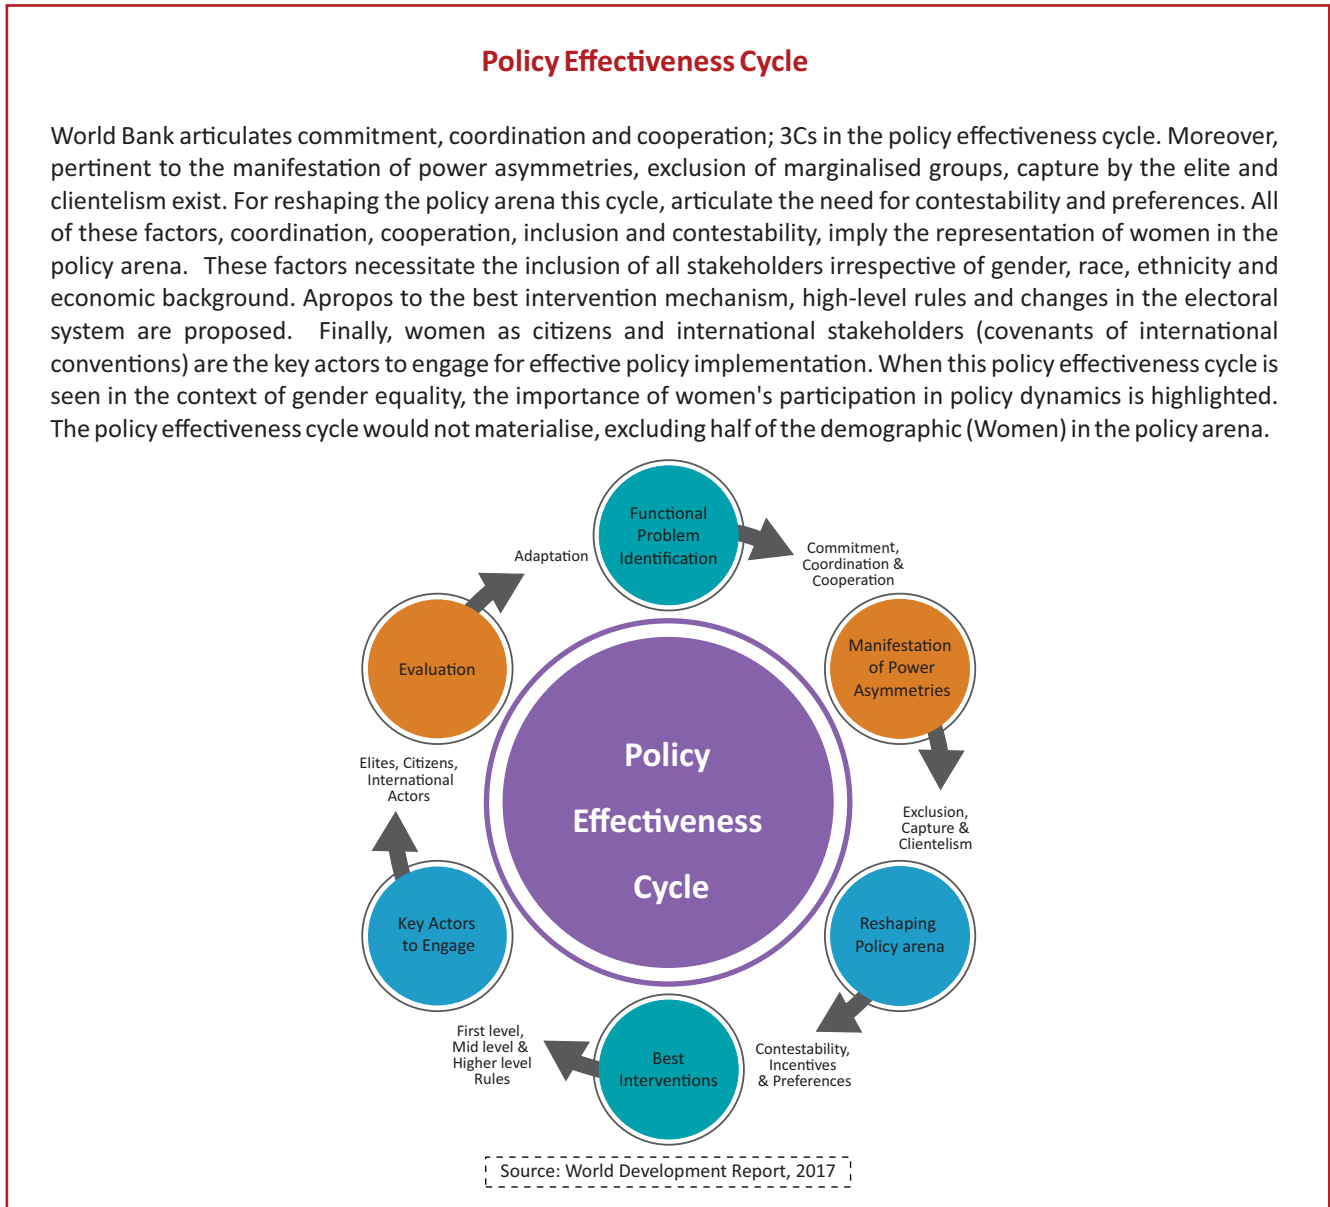 Policy Effectiveness Cycle
World Bank articulates commitment, coordination and cooperation; 3Cs in the policy effectiveness cycle. Moreover,
pertinent to the manifestation of power asymmetries, exclusion of marginalised groups, capture by the elite and
clientelism exist. For reshaping the policy arena this cycle, articulate the need for contestability and preferences. All
of these factors, coordination, cooperation, inclusion and contestability, imply the representation of women in the
policy arena. These factors necessitate the inclusion of all stakeholders irrespective of gender, race, ethnicity and
economic background. Apropos to the best intervention mechanism, high-level rules and changes in the electoral
system are proposed. Finally, women as citizens and international stakeholders (covenants of international
conventions) are the key actors to engage for effective policy implementation. When this policy effectiveness cycle is
seen in the context of gender equality, the importance of women's participation in policy dynamics is highlighted.
The policy effectiveness cycle would not materialise, excluding half of the demographic (Women) in the policy arena.
Functional
Problem
Identification
Commitment,
Coordination &
Cooperation
Manifestation
of Power
Asymmetries
Exclusion,
Capture &
Clientelism
Reshaping
Policy arena
Contestability,
Incentives
& Preferences
Best
Interventions
First level,
Mid level &
Higher level
Rules
Key Actors
to Engage
Elites, Citizens,
International
Actors
Evaluation
Adaptation
Policy
Effectiveness
Cycle
Source: World Development Report, 2017